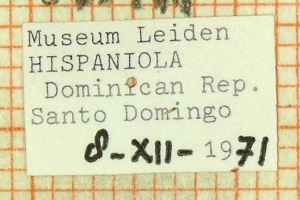 Museum Leiden
HISPANIOLA
Dominican Rep.
Santo Domingo
8-XII-1971